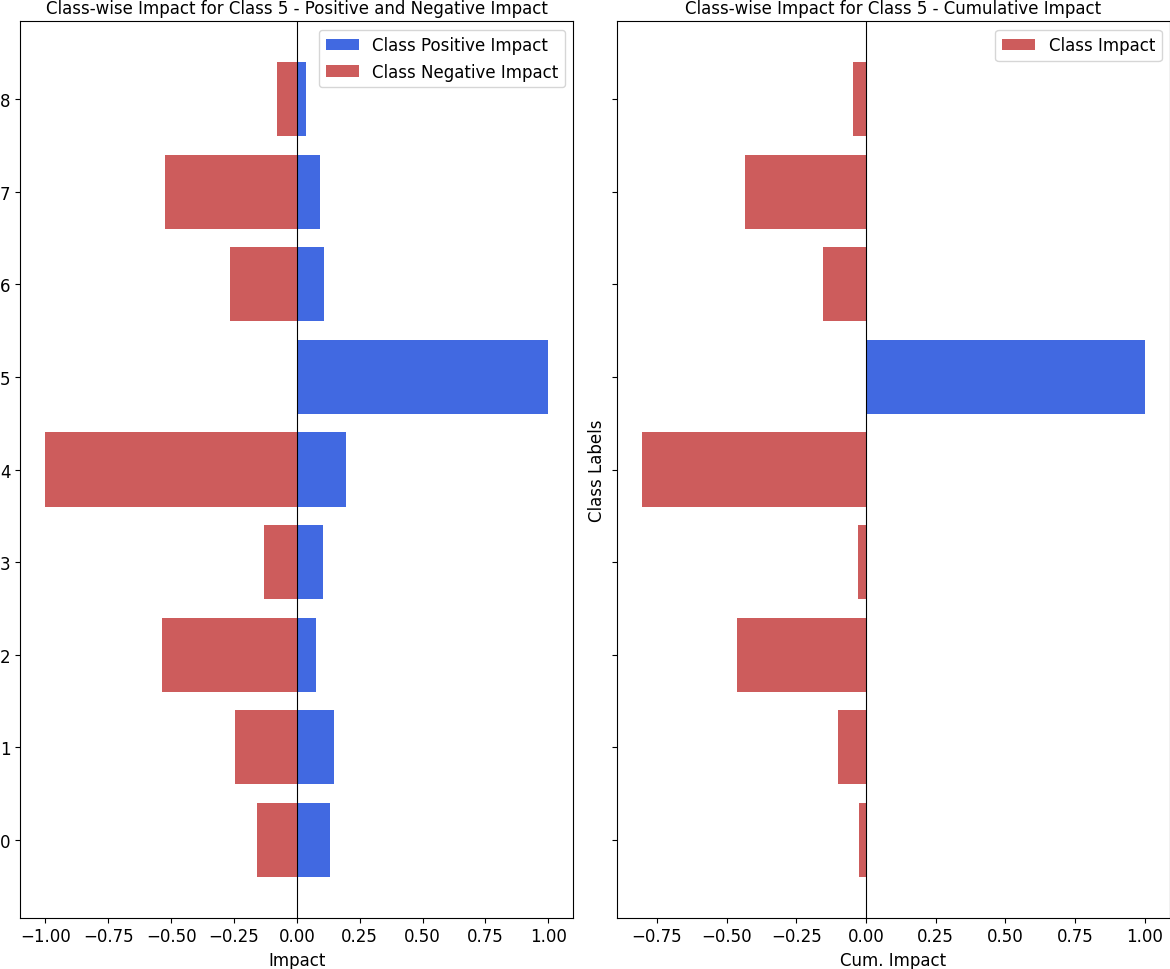 Class-wise Impact for Class 5 - Positive and Negative Impact
Class Positive Impact
Class Negative Impact
8
7
6
5
4
3
2
1
0
−1.00 −0.75 −0.50 −0.25 0.00 0.25 0.50 0.75 1.00
Impact
Class-wise Impact for Class 5 - Cumulative Impact
Class Impact
Class Labels
−0.75 −0.50 −0.25 0.00 0.25 0.50 0.75 1.00
Cum. Impact